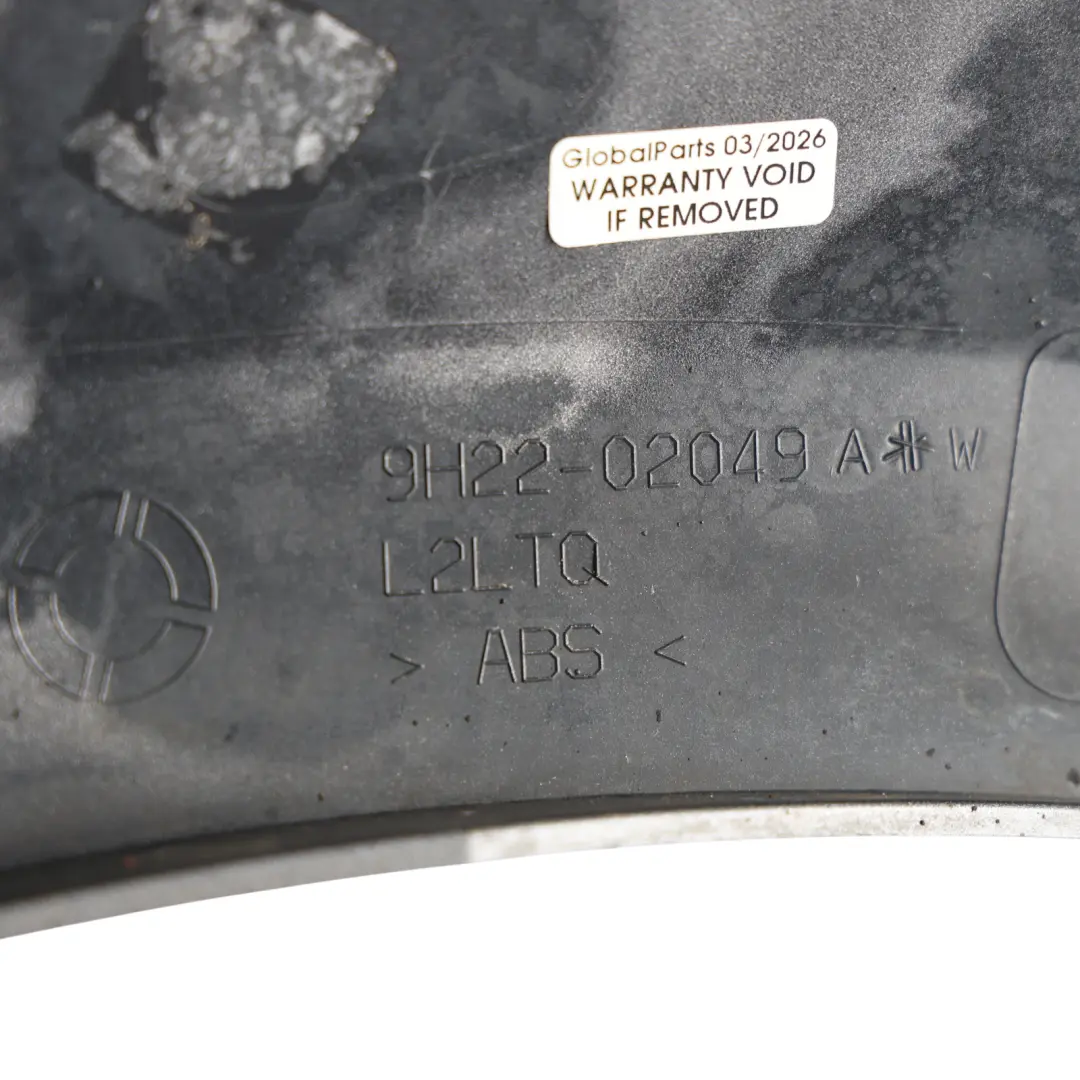 GlobalParts 03/2026
WARRANTY VOID
IF REMOVED
9H22-02049 A * W
L2LTQ
> ABS <